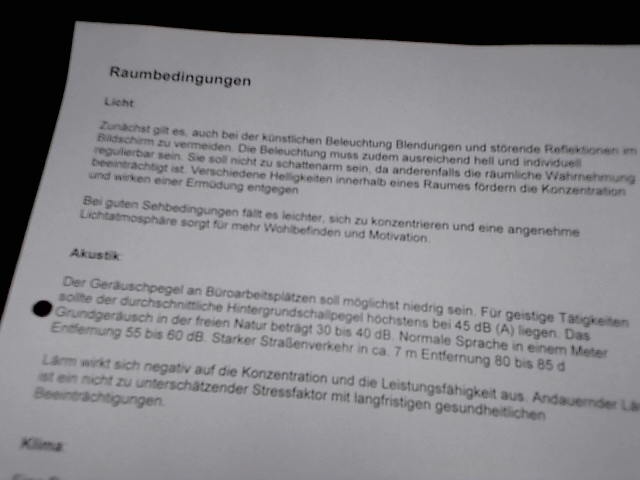 Raumbedingungen
Licht:
Zunächst gilt es, auch bei der künstlichen Beleuchtung Blendungen und störende Reflektionen im
Bildschirm zu vermeiden. Die Beleuchtung muss zudem ausreichend hell und individuell
regulierbar sein. Sie soll nicht zu schattenarm sein, da anderenfalls die räumliche Wahrnehmung
beeinträchtigt ist. Verschiedene Helligkeiten innerhalb eines Raumes fördern die Konzentration
und wirken einer Ermüdung entgegen
Bei guten Sehbedingungen fällt es leichter, sich zu konzentrieren und eine angenehme
Lichtatmosphäre sorgt für mehr Wohlbefinden und Motivation.
Akustik:
Der Geräuschpegel an Büroarbeitsplätzen soll möglichst niedrig sein. Für geistige Tätigkeiten
sollte der durchschnittliche Hintergrundschallpegel höchstens bei 45 dB (A) liegen. Das
Grundgeräusch in der freien Natur beträgt 30 bis 40 dB. Normale Sprache in einem Meter
Entfernung 55 bis 60 dB. Starker Straßenverkehr in ca. 7 m Entfernung 80 bis 85 d
Lärm wirkt sich negativ auf die Konzentration und die Leistungsfähigkeit aus. Andauernder Lä
ist ein nicht zu unterschätzender Stressfaktor mit langfristigen gesundheitlichen
Beeinträchtigungen.
Klima: